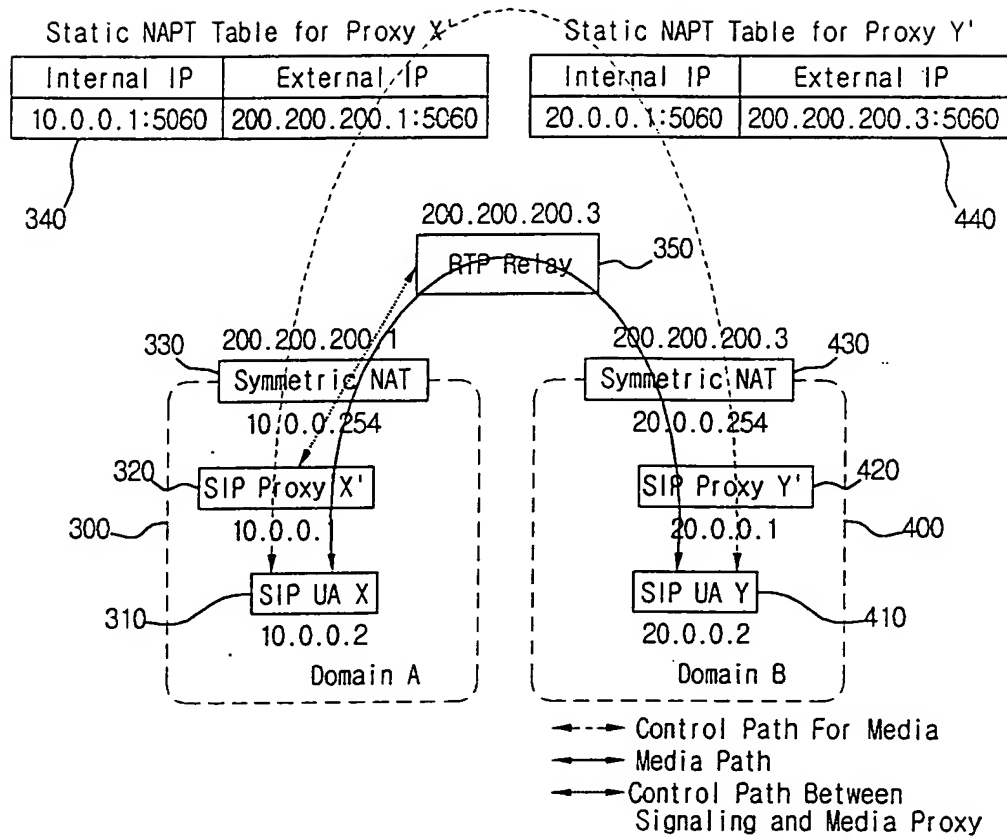 Static NAPT Table for Proxy X'
Internal IP External IP
10.0.0.1:5060 200.200.200.1:5060
340
Static NAPT Table for Proxy Y'
Internal IP External IP
20.0.0.1:5060 200.200.200.3:5060
440
200.200.200.3
RTP Relay
350
330
200.200.200.1
Symmetric NAT
10.0.0.254
200.200.200.3
430
Symmetric NAT
20.0.0.254
320
SIP Proxy X'
10.0.0.1
300
SIP Proxy Y'
420
20.0.0.1
400
SIP UA X
310
10.0.0.2
Domain A
SIP UA Y
410
20.0.0.2
Domain B
Control Path For Media
Media Path
Control Path Between
Signaling and Media Proxy